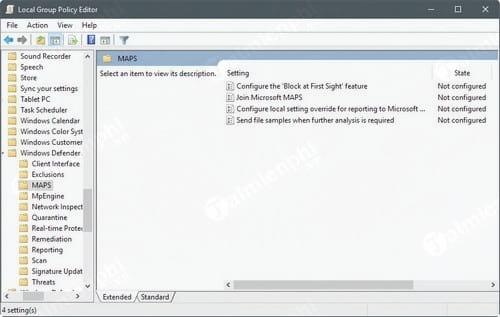 Local Group Policy Editor
File Action View Help
Sound Recorder
Speech
Store
Sync your settings
Tablet PC
Task Scheduler
Windows Calendar
Windows Color Syst
Windows Customer
Windows Defender
Client Interface
Exclusions
MAPS
MpEngine
Network Inspect
Quarantine
Real-time Protec
Remediation
Reporting
Scan
Signature Updat
Threats
MAPS
Select an item to view its description.
Setting State
Configure the 'Block at First Sight' feature Not configured
Join Microsoft MAPS Not configured
Configure local setting override for reporting to Microsoft ... Not configured
Send file samples when further analysis is required Not configured
Extended Standard
4 setting(s)
Taimienphi